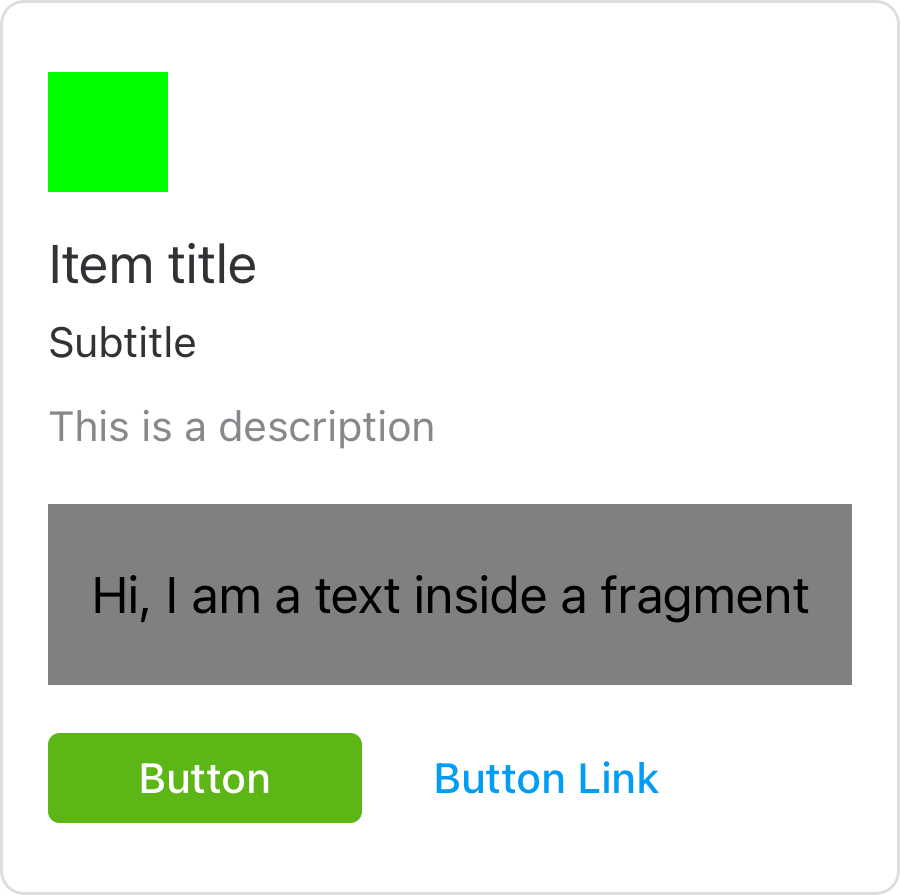 Item title
Subtitle
This is a description
Hi, I am a text inside a fragment
Button
Button Link